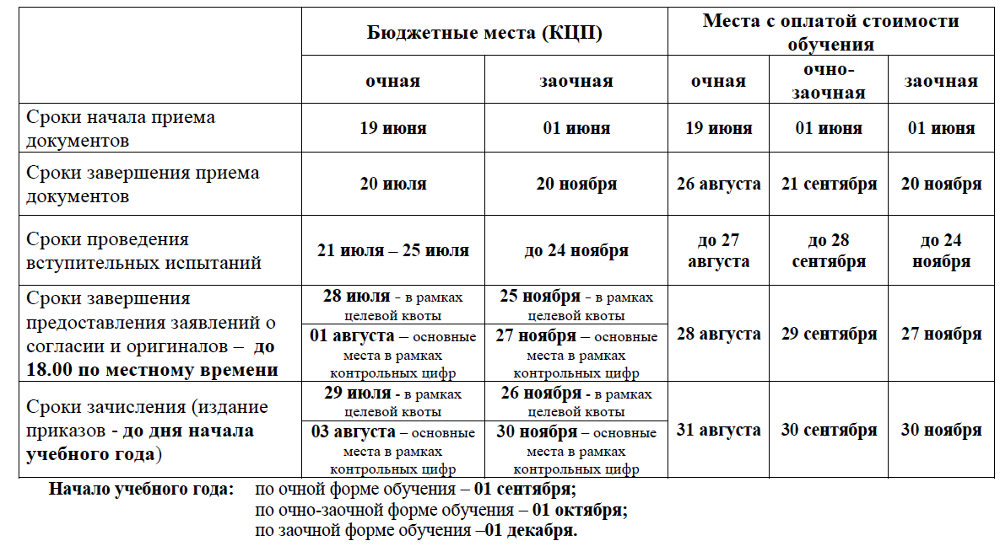 Бюджетные места (КЦП)
Места с оплатой стоимости
обучения
очная
заочная
очная
очно-
заочная
заочная
Сроки начала приема
документов
19 июня
01 июня
19 июня
01 июня
01 июня
Сроки завершения приема
документов
20 июля
20 ноября
26 августа
21 сентября
20 ноября
Сроки проведения
вступительных испытаний
21 июля – 25 июля
до 24 ноября
до 27
августа
до 28
сентября
до 24
ноября
Сроки завершения
предоставления заявлений о
согласии и оригиналов – до
18.00 по местному времени
28 июля - в рамках
целевой квоты
01 августа – основные
места в рамках
контрольных цифр
25 ноября - в рамках
целевой квоты
27 ноября – основные
места в рамках
контрольных цифр
28 августа
29 сентября
27 ноября
Сроки зачисления (издание
приказов - до дня начала
учебного года)
29 июля - в рамках
целевой квоты
03 августа – основные
места в рамках
контрольных цифр
26 ноября - в рамках
целевой квоты
30 ноября – основные
места в рамках
контрольных цифр
31 августа
30 сентября
30 ноября
Начало учебного года: по очной форме обучения – 01 сентября;
по очно-заочной форме обучения – 01 октября;
по заочной форме обучения –01 декабря.